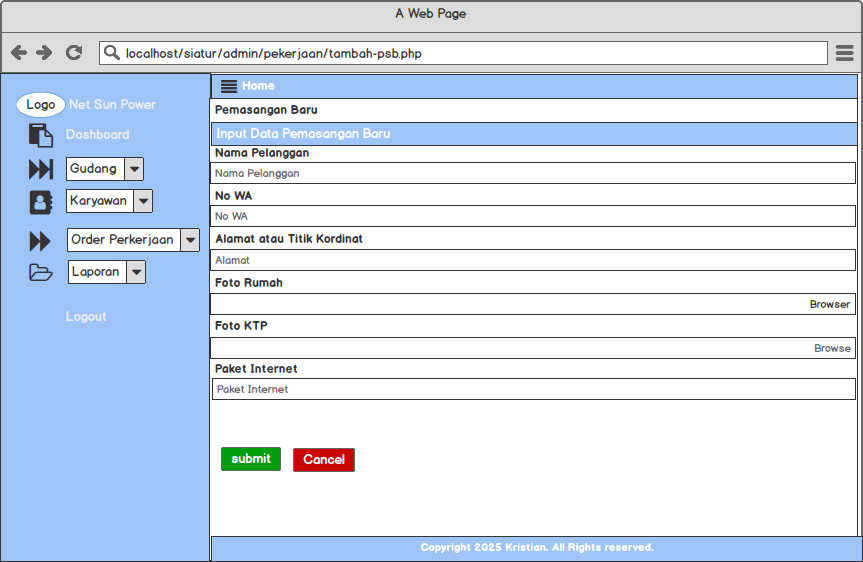 A Web Page
localhost/siatur/admin/pekerjaan/tambah-psb.php
Logo Net Sun Power
Dashboard
Gudang
Karyawan
Order Perkerjaan
Laporan
Logout
Home
Pemasangan Baru
Input Data Pemasangan Baru
Nama Pelanggan
Nama Pelanggan
No WA
No WA
Alamat atau Titik Kordinat
Alamat
Foto Rumah
Browser
Foto KTP
Browse
Paket Internet
Paket Internet
submit Cancel
Copyright 2025 Kristian. All Rights reserved.